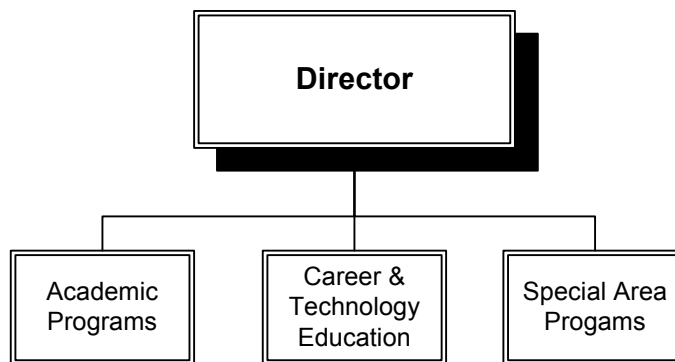 Director
Academic
Programs
Career &
Technology
Education
Special Area
Progams